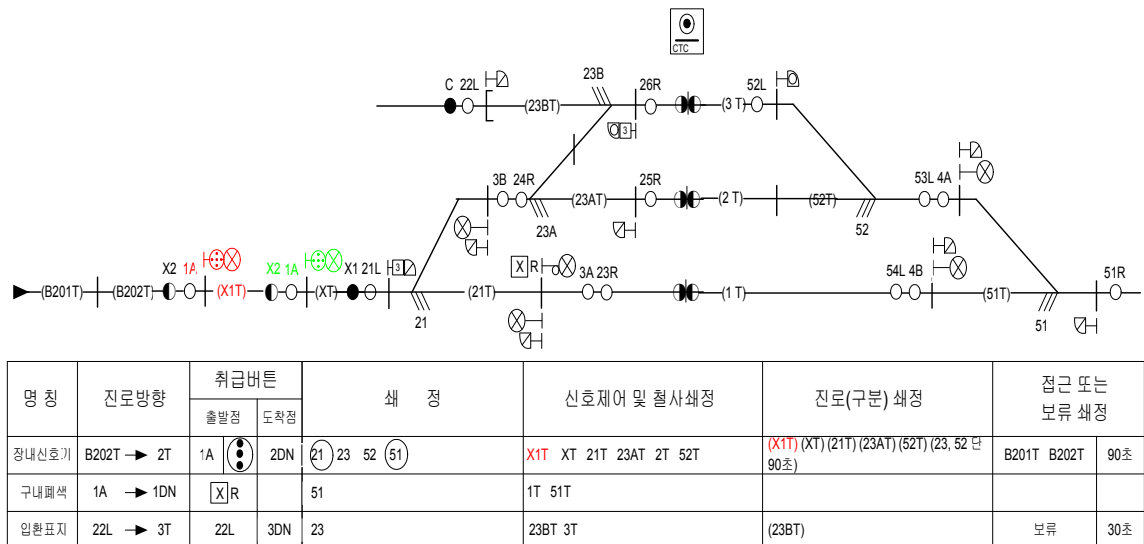 CTC
C 22L
(23BT)
23B
26R
(3 T)
52L
3
3B 24R
(23AT)
23A
25R
(2 T)
(52T)
52
53L 4A
(B201T)
(B202T)
X2 1A
(X1T)
X2 1A
(XT)
X1 21L
3
21
(21T)
X R
3A 23R
(1 T)
54L 4B
(51T)
51
51R
명 칭 진로방향 취급버튼 쇄 정 신호제어 및 철사쇄정 진로(구분) 쇄정 접근 또는
보류 쇄정
출발점 도착점
장내신호기 B202T 2T 1A 2DN 21 23 52 51 X1T XT 21T 23AT 2T 52T (X1T) (XT) (21T) (23AT) (52T) (23, 52 단
90초) B201T B202T 90초
구내폐색 1A 1DN X R 51 1T 51T
입환표지 22L 3T 22L 3DN 23 23BT 3T (23BT) 보류 30초